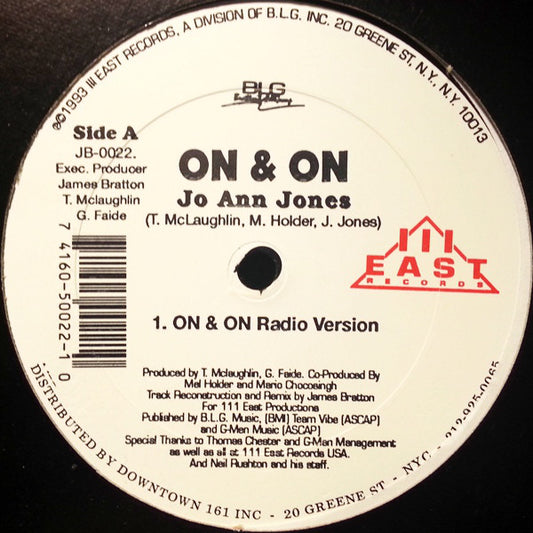 ℗©1993 III EAST RECORDS, A DIVISION OF B.L.G. INC. 20 GREENE ST, N.Y., N.Y. 10013
BLG
Side A
JB-0022.
Exec. Producer
James Bratton
T. Mclaughlin
G. Faide
ON & ON
Jo Ann Jones
(T. McLaughlin, M. Holder, J. Jones)
III
EAST
RECORDS
7 41160-50022-1 0
1. ON & ON Radio Version
Produced by T. Mclaughlin, G. Faide. Co-Produced By
Mel Holder and Mario Chocosingh
Track Reconstruction and Remix by James Bratton
For 111 East Productions
Published by B.L.G. Music, (BMI) Team Vibe (ASCAP)
and G-Men Music (ASCAP)
Special Thanks to Thomas Chester and G-Man Management
as well as all at 111 East Records USA.
And Neil Rushton and his staff.
DISTRIBUTED BY DOWNTOWN 161 INC - 20 GREENE ST - NYC - 212-925-0065